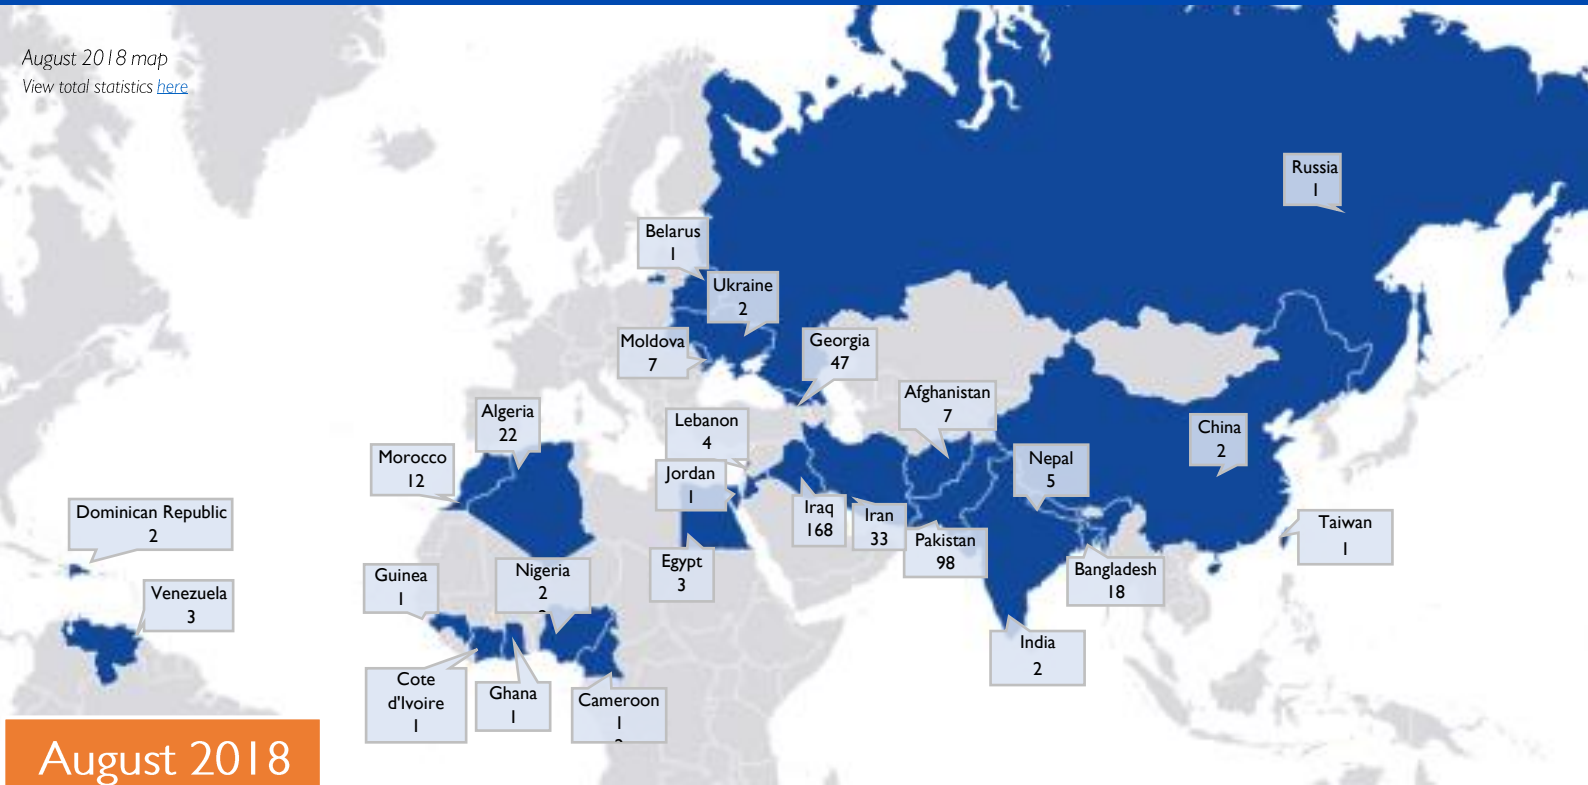 August 2018 map
View total statistics here
Russia
1
Belarus
1
Ukraine
2
Moldova
7
Georgia
47
Afghanistan
7
Algeria
22
Lebanon
4
China
2
Morocco
12
Nepal
5
Jordan
1
Dominican Republic
2
Iraq
168
Iran
33
Taiwan
1
Pakistan
98
Egypt
3
Nigeria
2
Bangladesh
18
Guinea
1
Venezuela
3
India
2
Cote
d'Ivoire
1
Ghana
1
Cameroon
1
August 2018